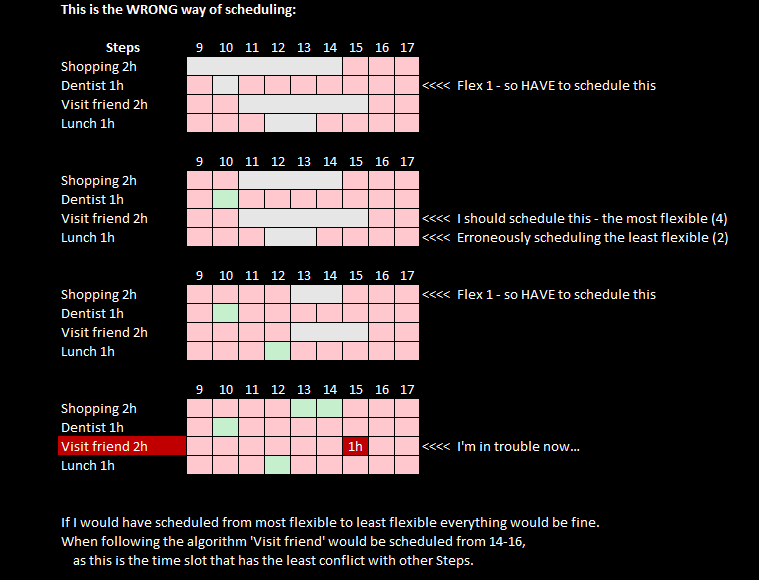 This is the WRONG way of scheduling:
Steps 9 10 11 12 13 14 15 16 17
Shopping 2h
Dentist 1h <<<< Flex 1 - so HAVE to schedule this
Visit friend 2h
Lunch 1h
9 10 11 12 13 14 15 16 17
Shopping 2h
Dentist 1h
Visit friend 2h <<<< I should schedule this - the most flexible (4)
Lunch 1h <<<< Erroneously scheduling the least flexible (2)
9 10 11 12 13 14 15 16 17
Shopping 2h <<<< Flex 1 - so HAVE to schedule this
Dentist 1h
Visit friend 2h
Lunch 1h
9 10 11 12 13 14 15 16 17
Shopping 2h
Dentist 1h
Visit friend 2h 1h <<<< I'm in trouble now...
Lunch 1h
If I would have scheduled from most flexible to least flexible everything would be fine.
When following the algorithm 'Visit friend' would be scheduled from 14-16,
as this is the time slot that has the least conflict with other Steps.